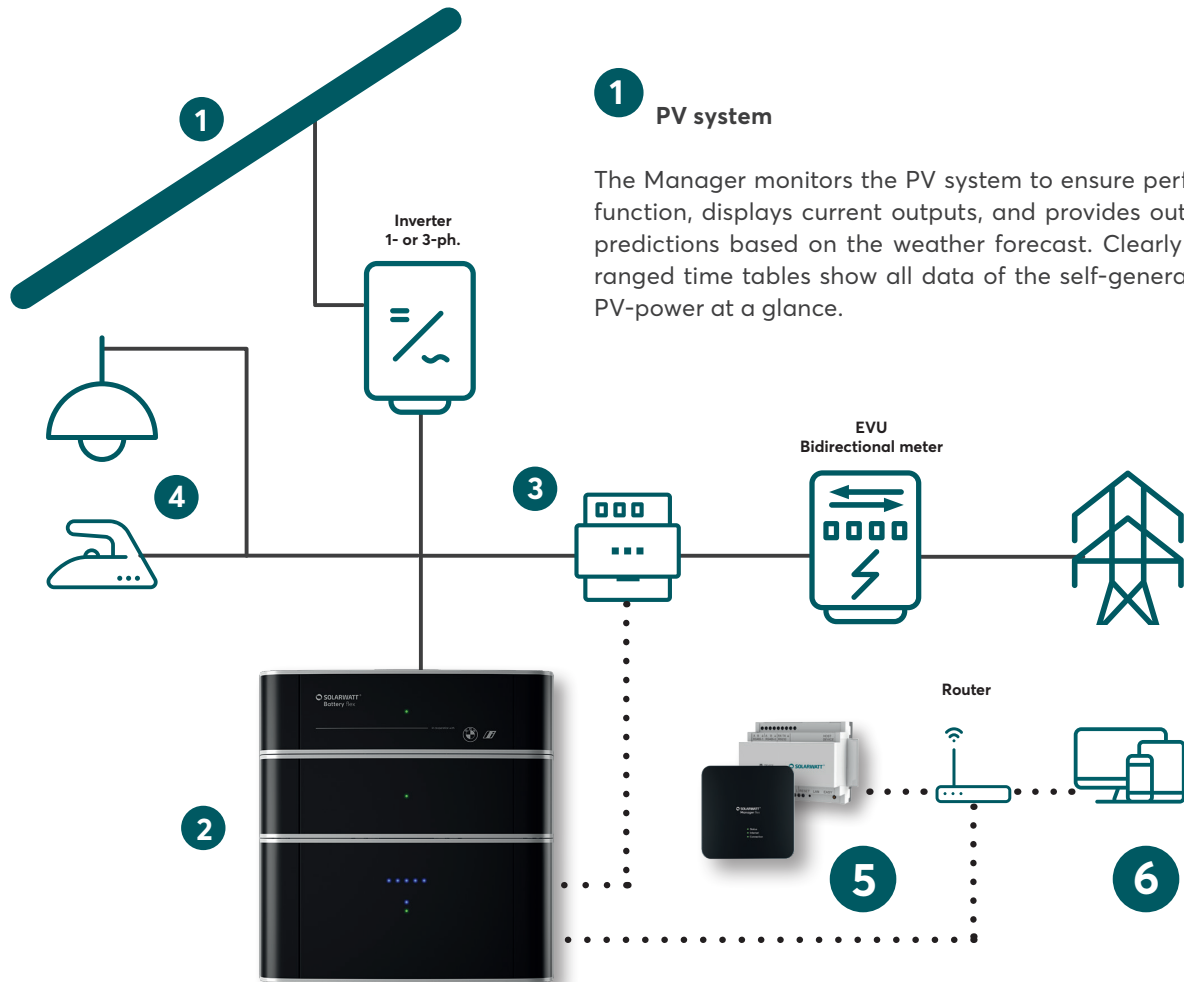 1
1
PV system
The Manager monitors the PV system to ensure perf
function, displays current outputs, and provides out
predictions based on the weather forecast. Clearly
ranged time tables show all data of the self-genera
PV-power at a glance.
Inverter
1- or 3-ph.
EVU
Bidirectional meter
4
3
SOLARWATT
Battery flex
Router
SOLARWATT
SOLARWATT
Manager flex
Status
Internet
Connection
2
5
6